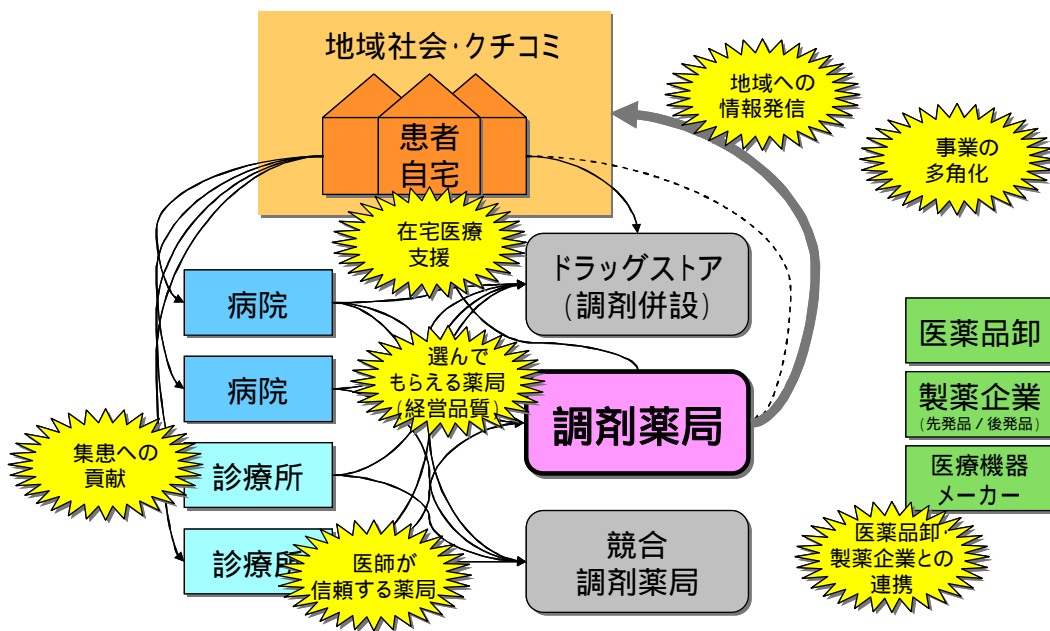 地域社会・クチコミ
患者
自宅
地域への
情報発信
事業の
多角化
在宅医療
支援
ドラッグストア
(調剤併設)
病院
病院
選んで
もらえる薬局
(経営品質)
調剤薬局
医薬品卸
製薬企業
(先発品/後発品)
医療機器
メーカー
集患への
貢献
診療所
診療所
医師が
信頼する薬局
競合
調剤薬局
医薬品卸・
製薬企業との
連携